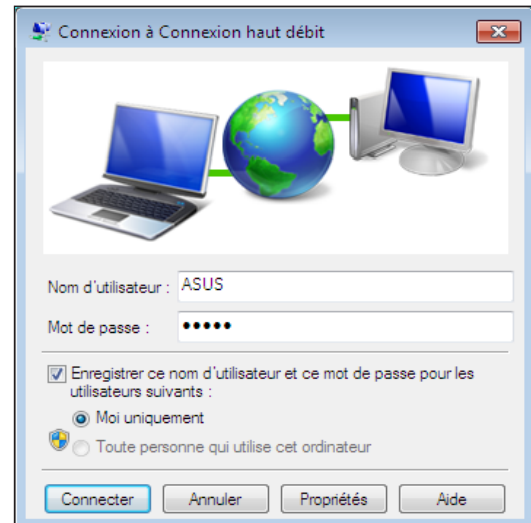 Connexion à Connexion haut débit
Nom d'utilisateur : ASUS
Mot de passe : •••••
Enregistrer ce nom d'utilisateur et ce mot de passe pour les
utilisateurs suivants :
Moi uniquement
Toute personne qui utilise cet ordinateur
Connecter Annuler Propriétés Aide